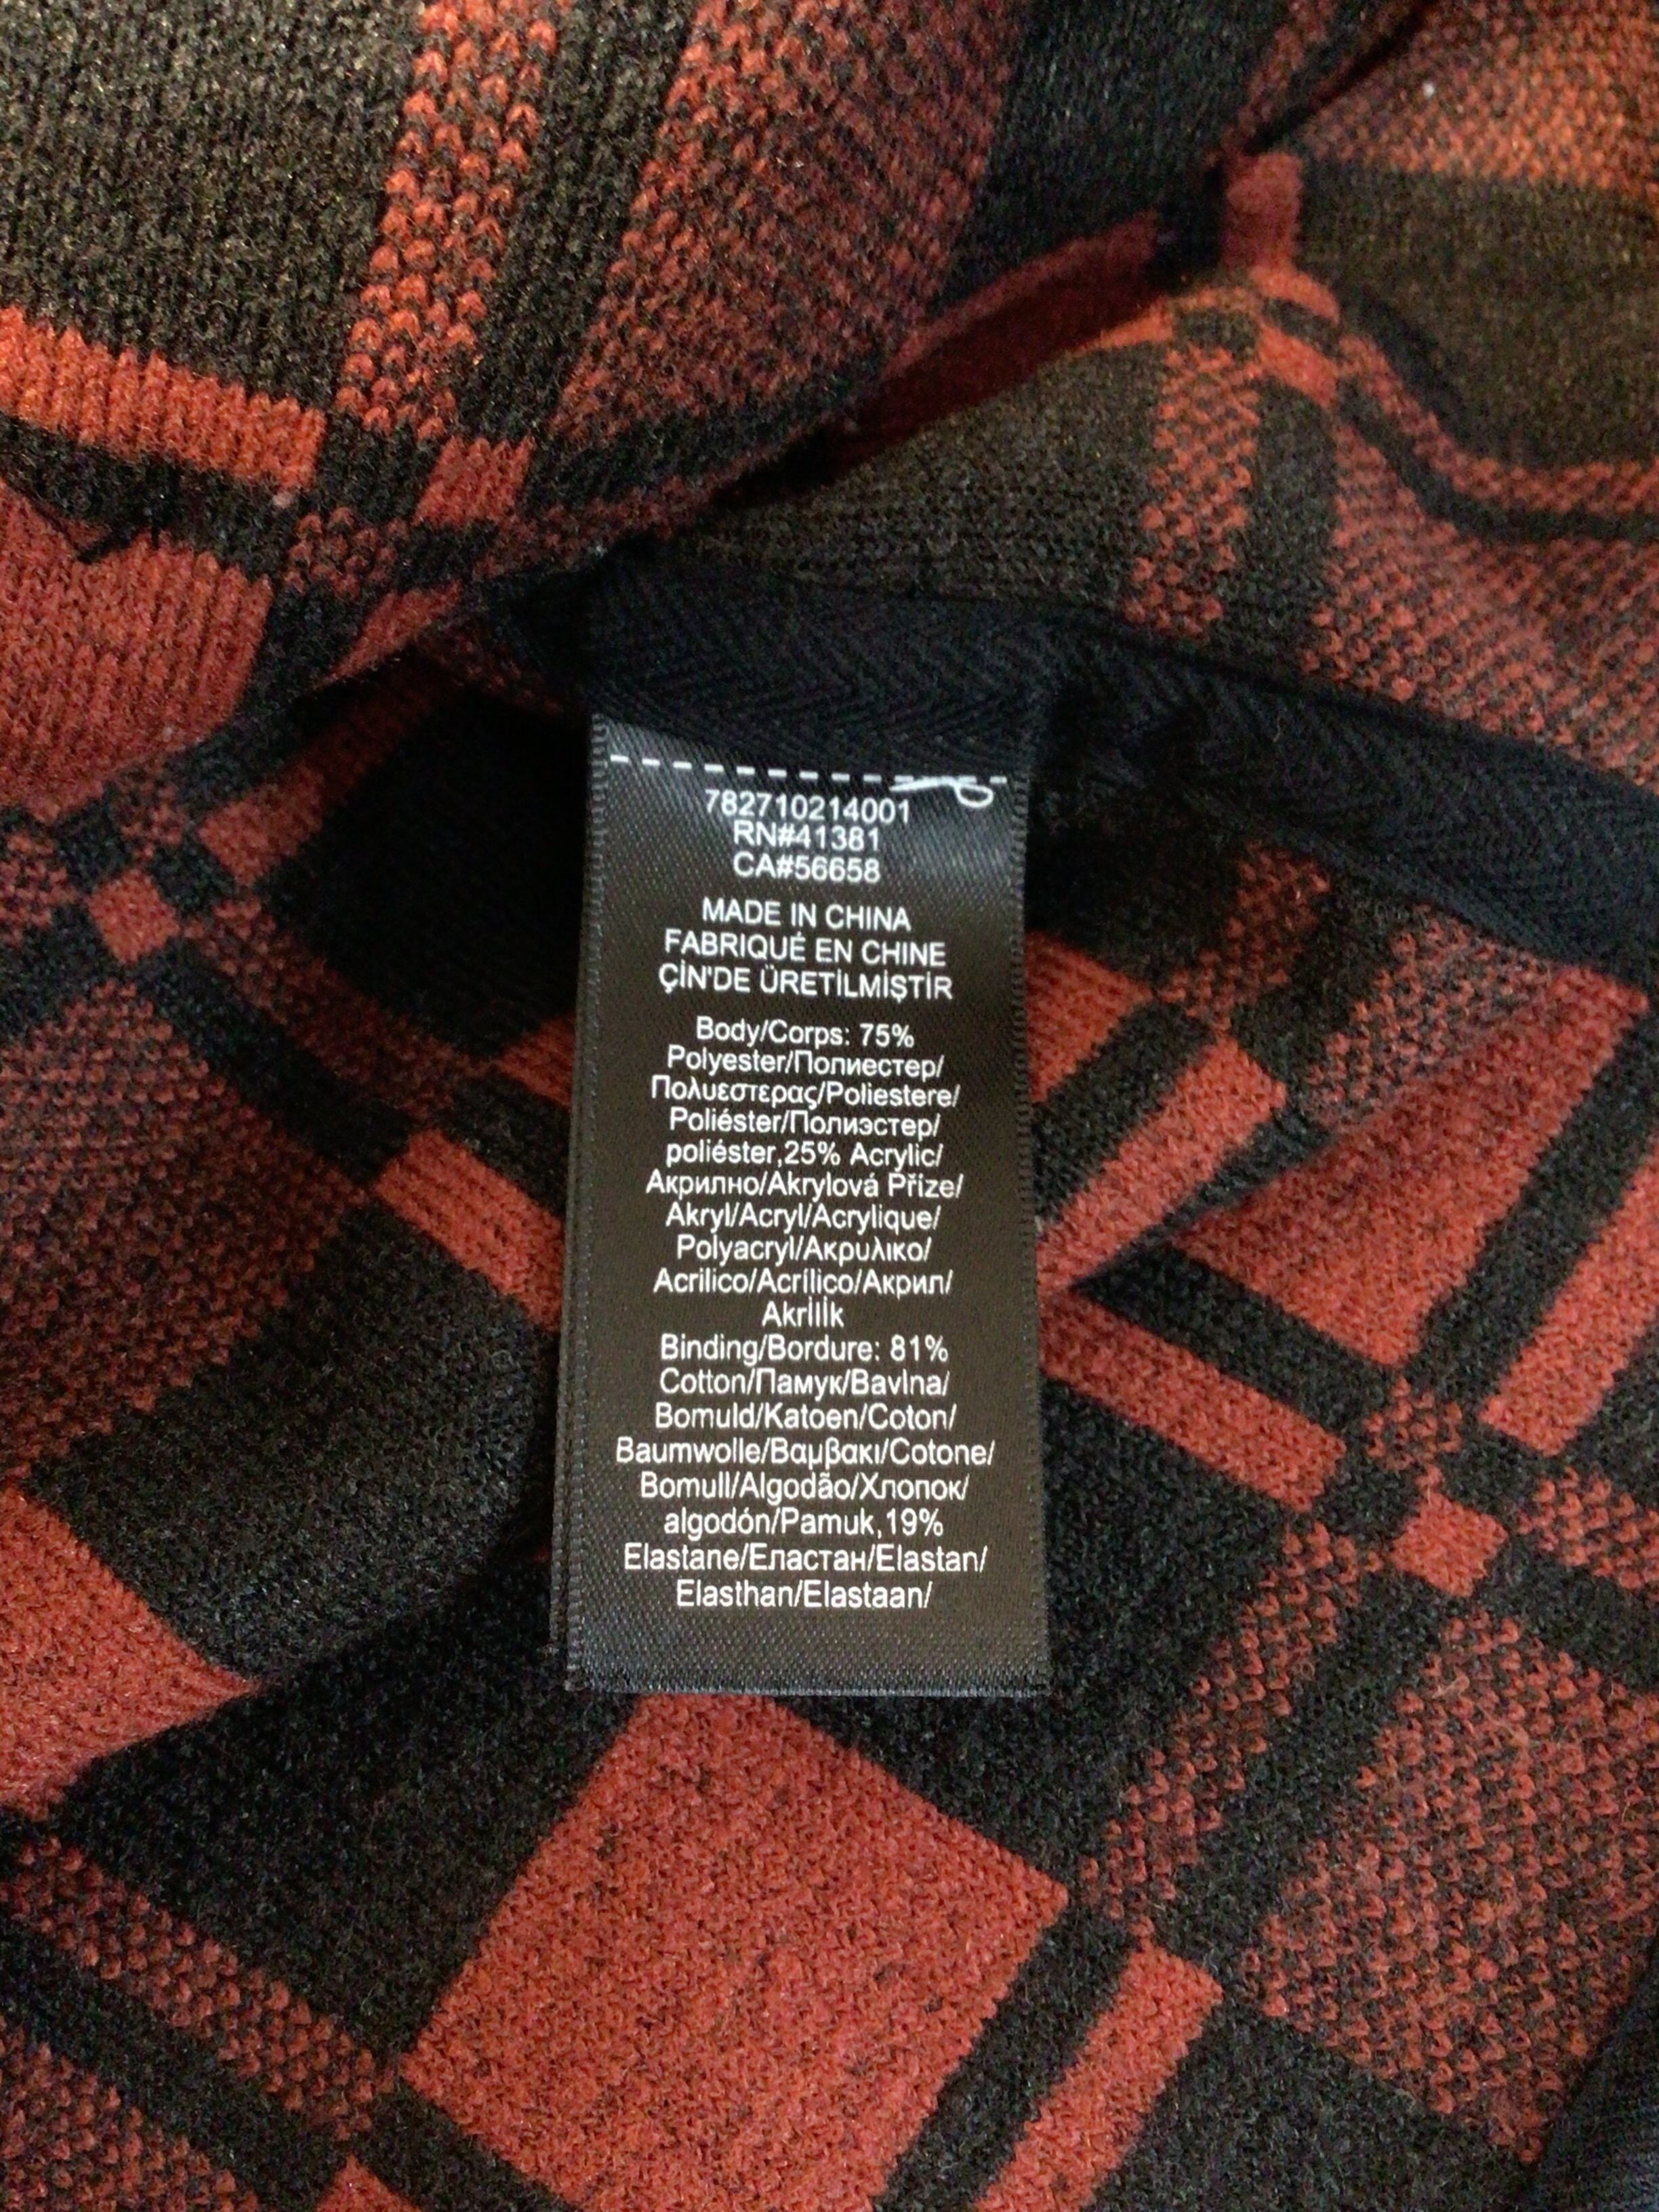 782710214001
RN#41381
CA#56658
MADE IN CHINA
FABRIQUÉ EN CHINE
ÇİN'DE ÜRETİLMİŞTİR
Body/Corps: 75%
Polyester/Полиестер/
Πολυεστερας/Poliestere/
Poliéster/Полиэстер/
poliéster,25% Acrylic/
Акрилно/Akrylová Příze/
Akryl/Acryl/Acrylique/
Polyacryl/Ακρυλικο/
Acrilico/Acrílico/Акрил/
Akrİlİk
Binding/Bordure: 81%
Cotton/Памук/Bavlna/
Bomuld/Katoen/Coton/
Baumwolle/Βαμβακι/Cotone/
Bomull/Algodão/Хлопок/
algodón/Pamuk,19%
Elastane/Еластан/Elastan/
Elasthan/Elastaan/